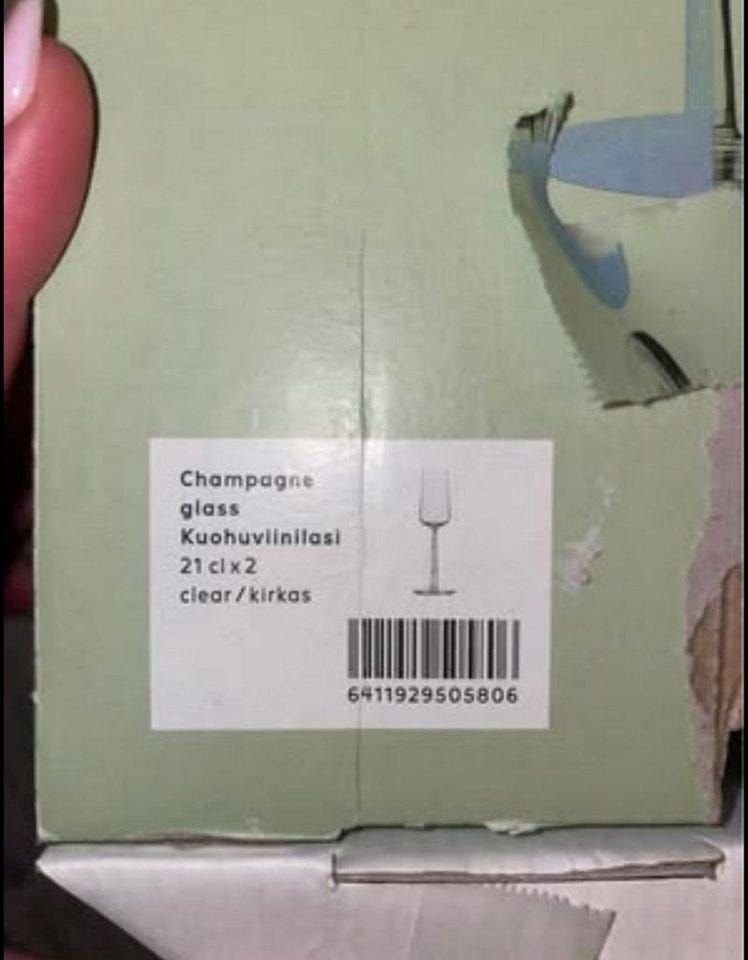 Champagne
glass
Kuohuviinilasi
21 cl x 2
clear / kirkas
6411929505806